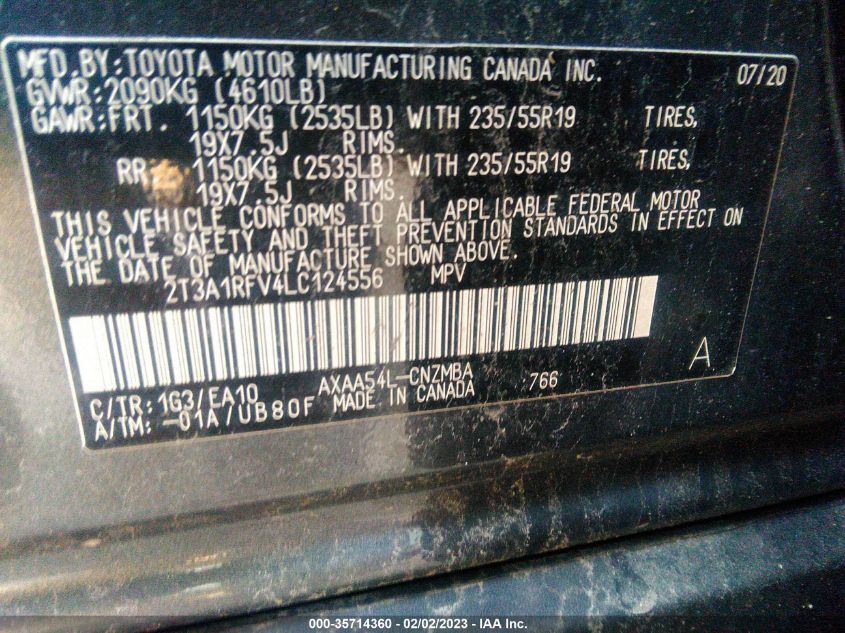 MFD.BY:TOYOTA MOTOR MANUFACTURING CANADA INC. 07/20
GVWR:2090KG (4610LB)
GAWR:FRT. 1150KG (2535LB) WITH 235/55R19 TIRES,
19X7.5J RIMS.
RR. 1150KG (2535LB) WITH 235/55R19 TIRES,
19X7.5J RIMS.
THIS VEHICLE CONFORMS TO ALL APPLICABLE FEDERAL MOTOR
VEHICLE SAFETY AND THEFT PREVENTION STANDARDS IN EFFECT ON
THE DATE OF MANUFACTURE SHOWN ABOVE.
2T3A1RFV4LC124556 MPV
A
C/TR:1G3/EA10 AXAA54L-CNZMBA 766
A/TM:-01A/UB80F MADE IN CANADA
000-35714360 - 02/02/2023 - IAA Inc.